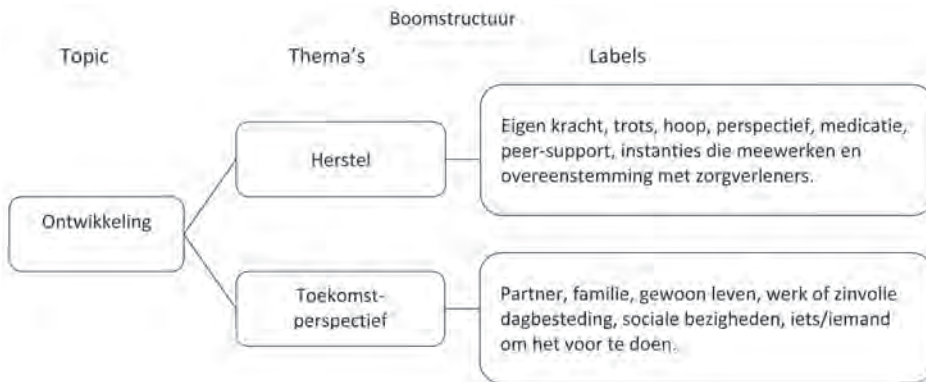 Boomstructuur
Topic
Thema's
Labels
Ontwikkeling
Herstel
Eigen kracht, trots, hoop, perspectief, medicatie,
peer-support, instanties die meewerken en
overeenstemming met zorgverleners.
Toekomst-
perspectief
Partner, familie, gewoon leven, werk of zinvolle
dagbesteding, sociale bezigheden, iets/iemand
om het voor te doen.